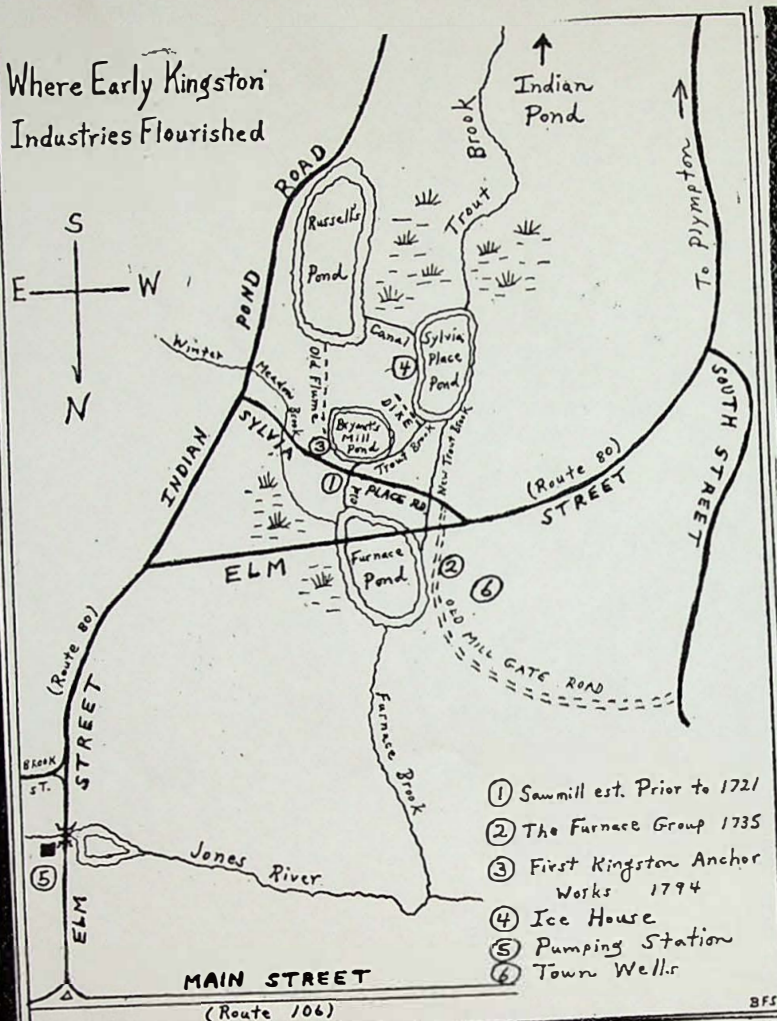 Where Early Kingston
Industries Flourished
S
E W
N
Indian
Pond
To Plympton
INDIAN POND ROAD
Russell's
Pond
Trout Brook
Canal
Sylvia
Place
Pond
4
Winter Meadow Brook
Old Flume
DIKE
Bryant's
Mill
Pond
3
SYLVIA PLACE RD.
1
Old Trout Brook
New Trout Brook
(Route 80)
ELM STREET
SOUTH STREET
Furnace
Pond
2
6
OLD MILL GATE ROAD
(Route 80)
ELM STREET
BROOK
ST.
Furnace Brook
Jones River
5
MAIN STREET
(Route 106)
1 Sawmill est. Prior to 1721
2 The Furnace Group 1735
3 First Kingston Anchor
Works 1794
4 Ice House
5 Pumping Station
6 Town Wells
BFS